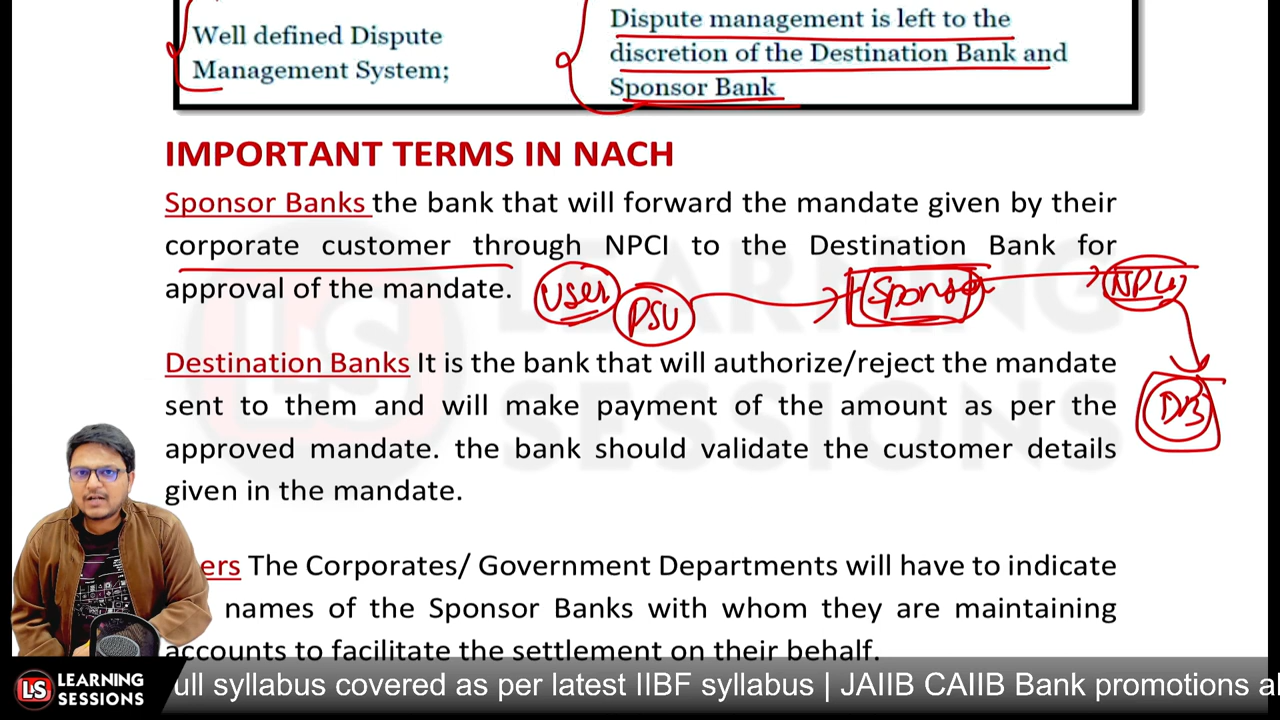 Well defined Dispute
Management System;
Dispute management is left to the
discretion of the Destination Bank and
Sponsor Bank
IMPORTANT TERMS IN NACH
Sponsor Banks the bank that will forward the mandate given by their
corporate customer through NPCI to the Destination Bank for
approval of the mandate.
User
PSU
Sponsor
NPCI
DB
Destination Banks It is the bank that will authorize/reject the mandate
sent to them and will make payment of the amount as per the
approved mandate. the bank should validate the customer details
given in the mandate.
ers The Corporates/ Government Departments will have to indicate
names of the Sponsor Banks with whom they are maintaining
accounts to facilitate the settlement on their behalf.
LEARNING SESSIONS
LS LEARNING
SESSIONS
ull syllabus covered as per latest IIBF syllabus | JAIIB CAIIB Bank promotions al